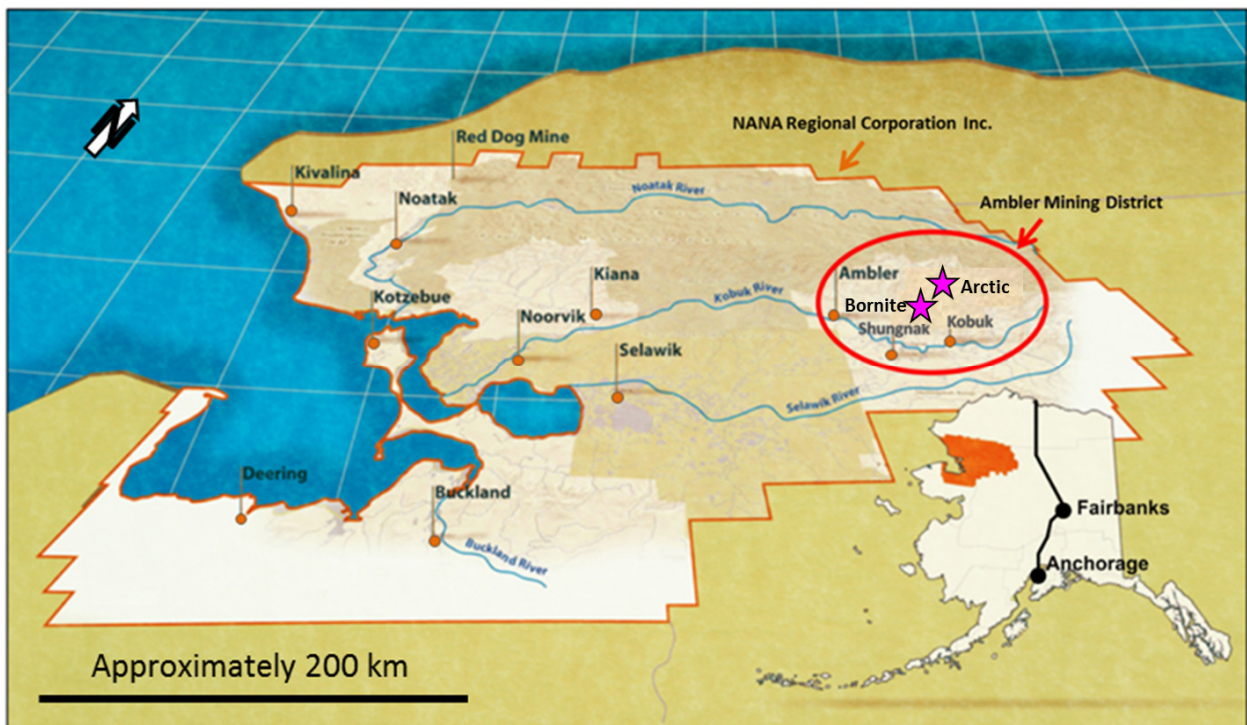 NANA Regional Corporation Inc.
Red Dog Mine
Kivalina
Noatak
Noatak River
Ambler Mining District
N
Kiana
Ambler
Arctic
Kotzebue
Kobuk River
Bornite
Noorvik
Shungnak
Kobuk
Selawik
Selawik River
Deering
Buckland
Fairbanks
Buckland River
Anchorage
Approximately 200 km